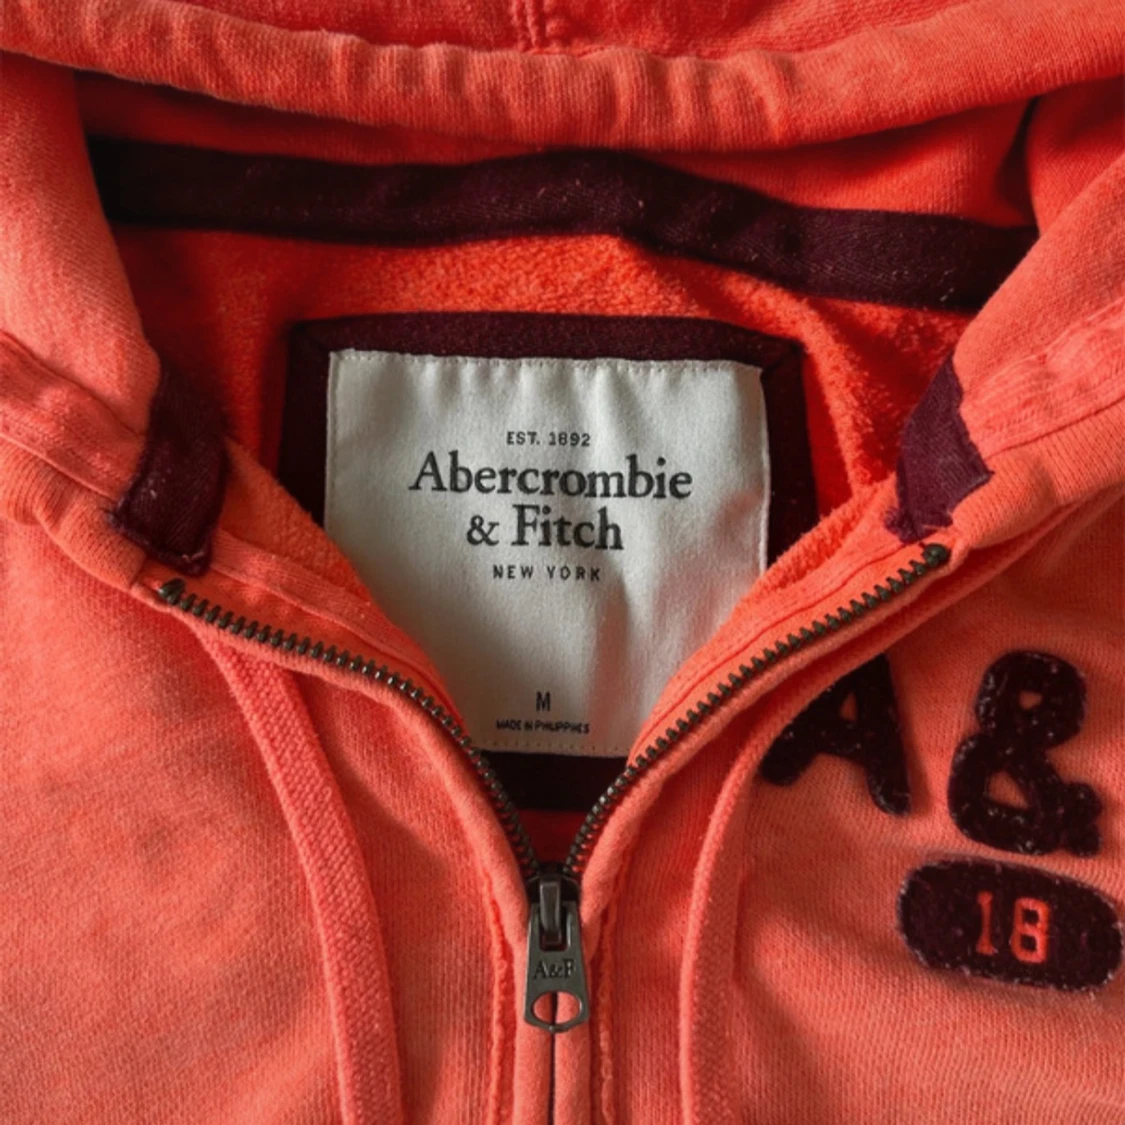 EST. 1892
Abercrombie
& Fitch
NEW YORK
M
MADE IN PHILIPPINES
A&
18
A&F